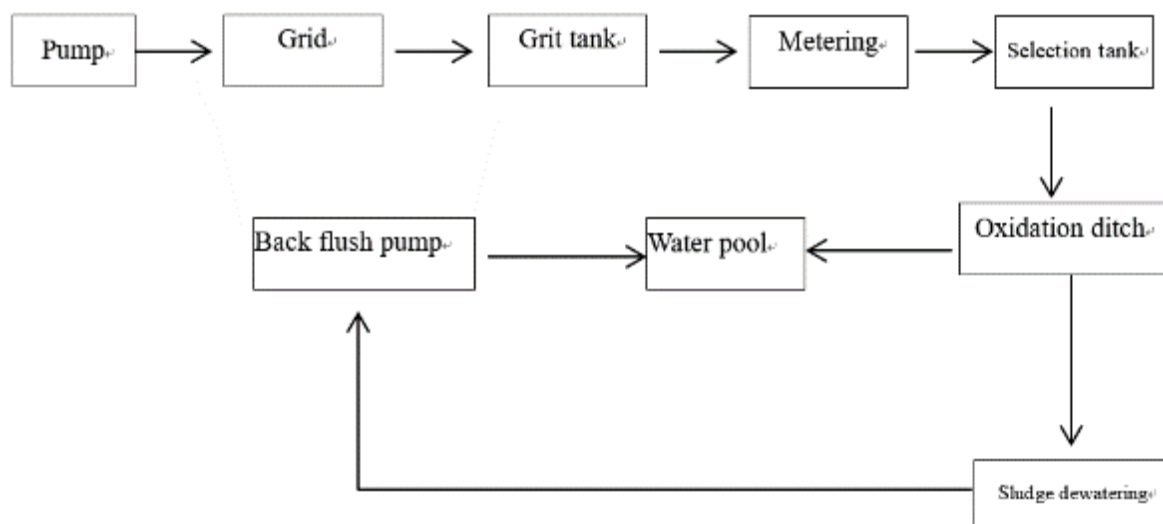 Pump
Grid
Grit tank
Metering
Selection tank
Back flush pump
Water pool
Oxidation ditch
Sludge dewatering